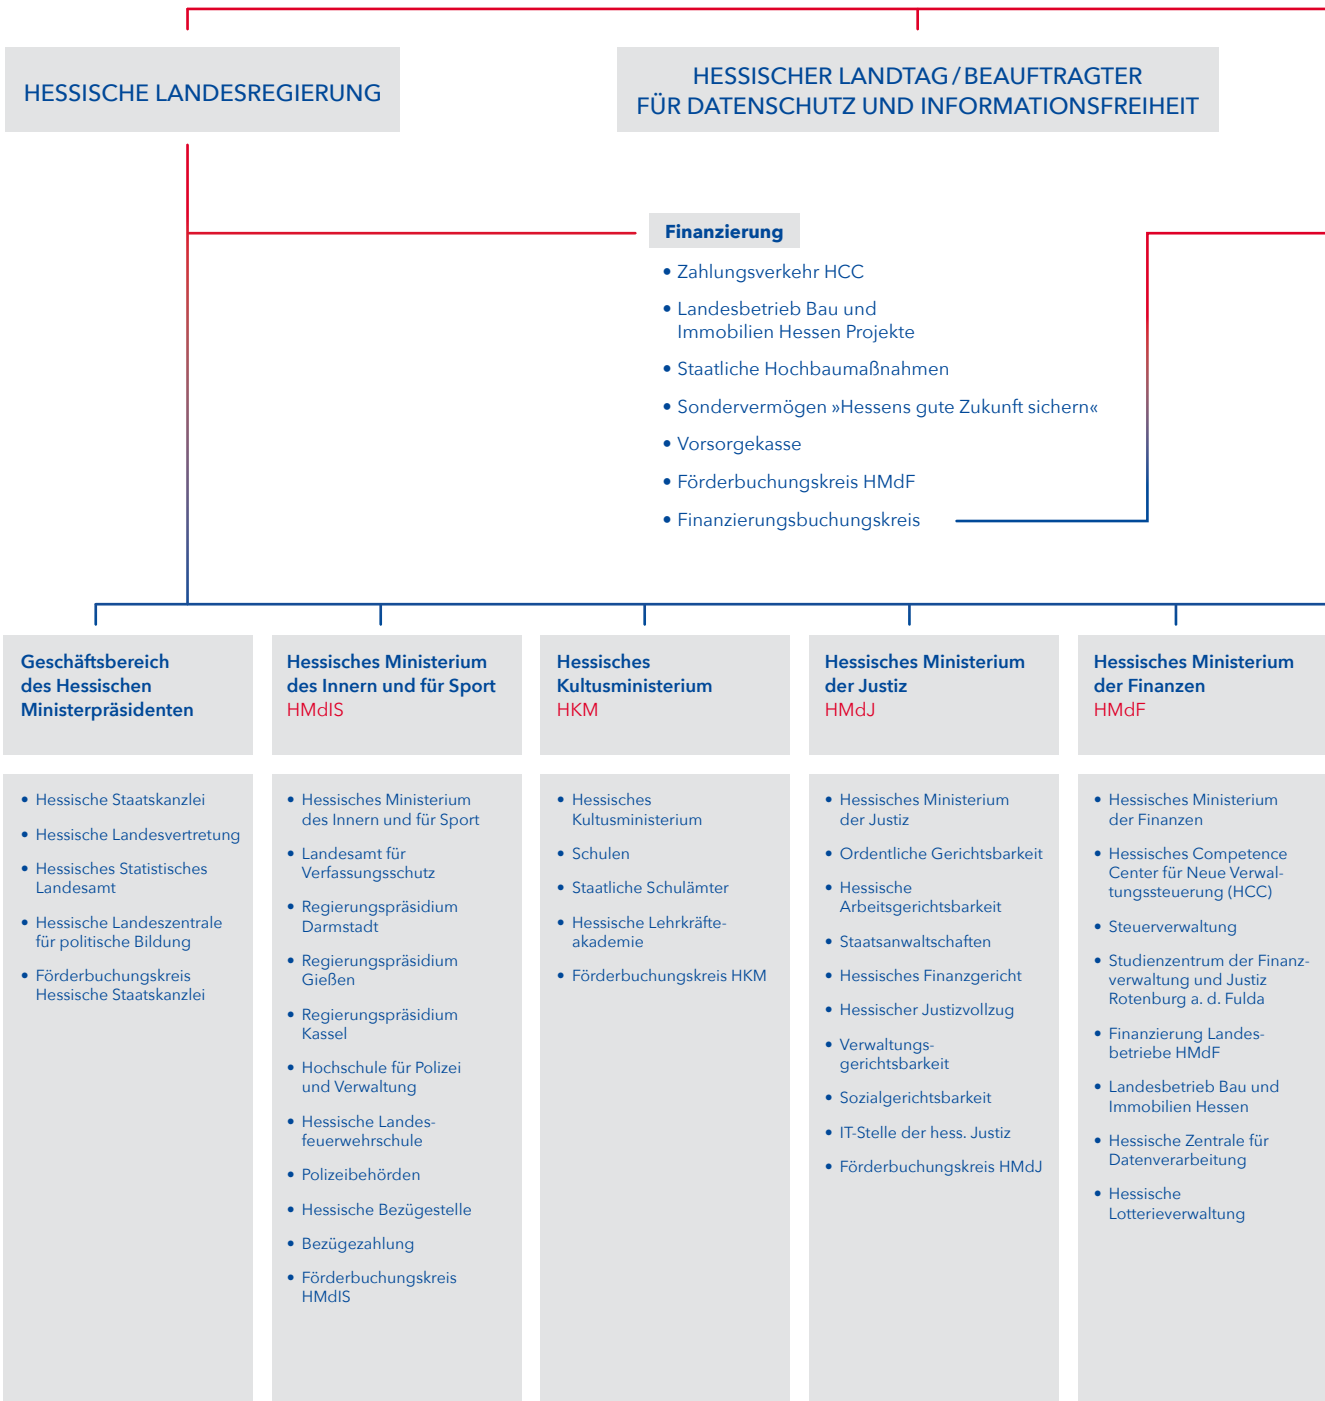 HESSISCHE LANDESREGIERUNG
HESSISCHER LANDTAG / BEAUFTRAGTER
FÜR DATENSCHUTZ UND INFORMATIONSFREIHEIT
Finanzierung
• Zahlungsverkehr HCC
• Landesbetrieb Bau und
Immobilien Hessen Projekte
• Staatliche Hochbaumaßnahmen
• Sondervermögen »Hessens gute Zukunft sichern«
• Vorsorgekasse
• Förderbuchungskreis HMdF
• Finanzierungsbuchungskreis
Geschäftsbereich
des Hessischen
Ministerpräsidenten
• Hessische Staatskanzlei
• Hessische Landesvertretung
• Hessisches Statistisches
Landesamt
• Hessische Landeszentrale
für politische Bildung
• Förderbuchungskreis
Hessische Staatskanzlei
Hessisches Ministerium
des Innern und für Sport
HMdIS
• Hessisches Ministerium
des Innern und für Sport
• Landesamt für
Verfassungsschutz
• Regierungspräsidium
Darmstadt
• Regierungspräsidium
Gießen
• Regierungspräsidium
Kassel
• Hochschule für Polizei
und Verwaltung
• Hessische Landes-
feuerwehrschule
• Polizeibehörden
• Hessische Bezügestelle
• Bezügezahlung
• Förderbuchungskreis
HMdIS
Hessisches
Kultusministerium
HKM
• Hessisches
Kultusministerium
• Schulen
• Staatliche Schulämter
• Hessische Lehrkräfte-
akademie
• Förderbuchungskreis HKM
Hessisches Ministerium
der Justiz
HMdJ
• Hessisches Ministerium
der Justiz
• Ordentliche Gerichtsbarkeit
• Hessische
Arbeitsgerichtsbarkeit
• Staatsanwaltschaften
• Hessisches Finanzgericht
• Hessischer Justizvollzug
• Verwaltungs-
gerichtsbarkeit
• Sozialgerichtsbarkeit
• IT-Stelle der hess. Justiz
• Förderbuchungskreis HMdJ
Hessisches Ministerium
der Finanzen
HMdF
• Hessisches Ministerium
der Finanzen
• Hessisches Competence
Center für Neue Verwal-
tungssteuerung (HCC)
• Steuerverwaltung
• Studienzentrum der Finanz-
verwaltung und Justiz
Rotenburg a. d. Fulda
• Finanzierung Landes-
betriebe HMdF
• Landesbetrieb Bau und
Immobilien Hessen
• Hessische Zentrale für
Datenverarbeitung
• Hessische
Lotterieverwaltung